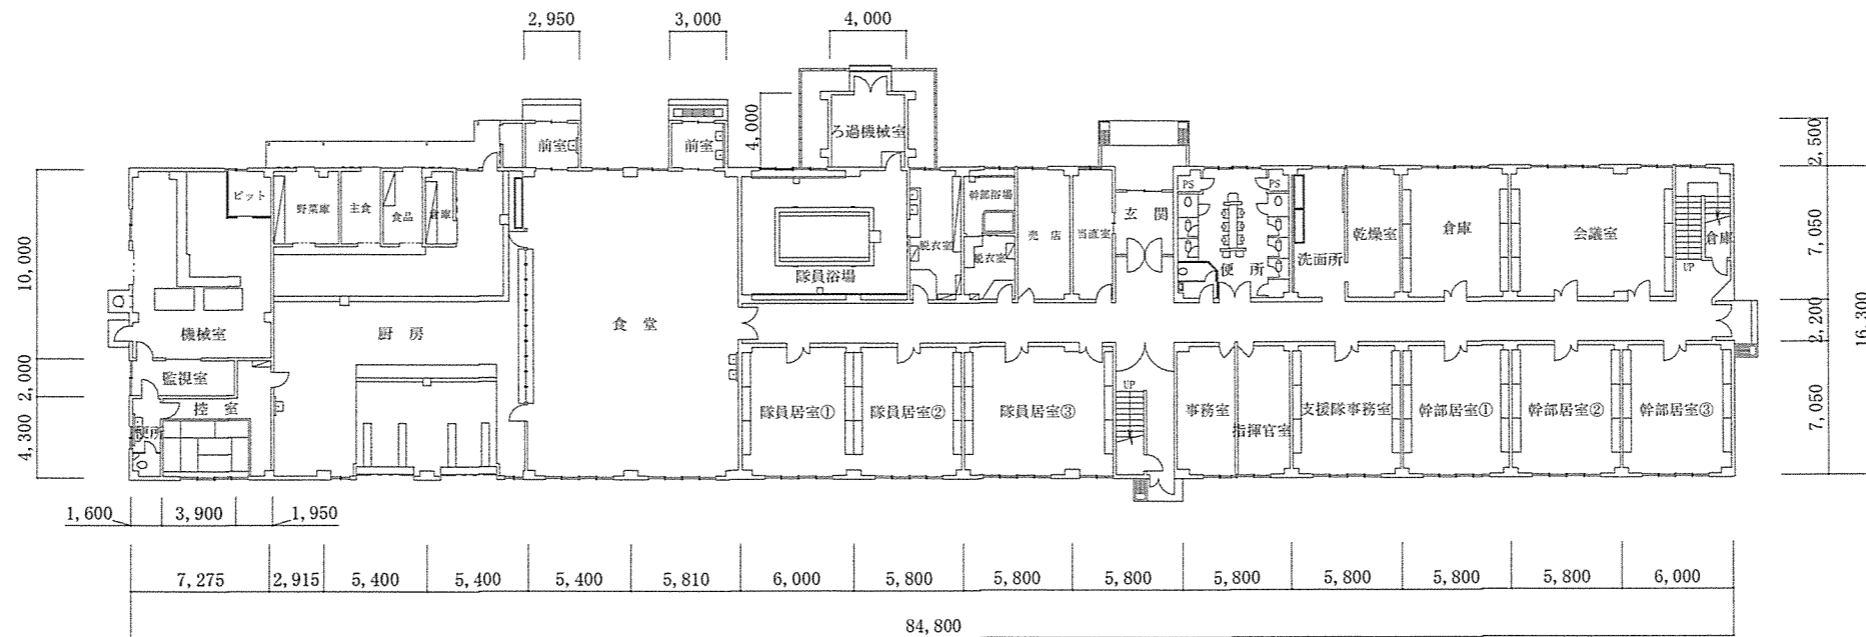 2,950
3,000
4,000
4,000
ろ過機械室
前室
前室
2,500
ピット
野菜庫
主食
食品
倉庫
PS
PS
幹部浴場
売 店
当直室
玄 関
洗面所
乾燥室
倉庫
会議室
倉庫
UP
脱衣室
脱衣室
隊員浴場
便 所
10,000
7,050
機械室
厨 房
食 堂
2,200
16,300
監視室
2,000
控 室
便所
4,300
UP
隊員居室①
隊員居室②
隊員居室③
事務室
指揮官室
支援隊事務室
幹部居室①
幹部居室②
幹部居室③
7,050
1,600
3,900
1,950
7,275
2,915
5,400
5,400
5,400
5,810
6,000
5,800
5,800
5,800
5,800
5,800
5,800
5,800
6,000
84,800